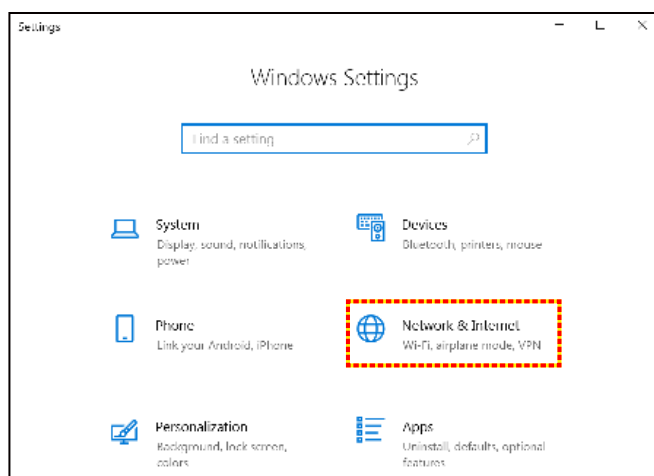 Settings
Windows Settings
Find a setting
System
Display, sound, notifications,
power
Devices
Bluetooth, printers, mouse
Phone
Link your Android, iPhone
Network & Internet
Wi-Fi, airplane mode, VPN
Personalization
Background, lock screen,
colors
Apps
Uninstall, defaults, optional
features